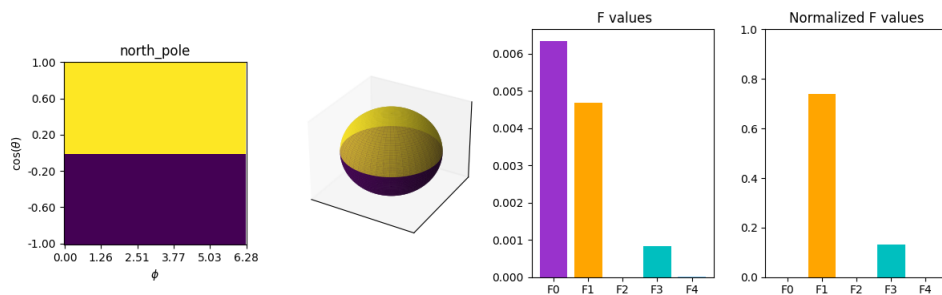 north_pole
1.00
0.60
0.20
-0.20
-0.60
-1.00
cos(θ)
0.00 1.26 2.51 3.77 5.03 6.28
ϕ
F values
0.006
0.005
0.004
0.003
0.002
0.001
0.000
F0 F1 F2 F3 F4
Normalized F values
1.0
0.8
0.6
0.4
0.2
0.0
F0 F1 F2 F3 F4